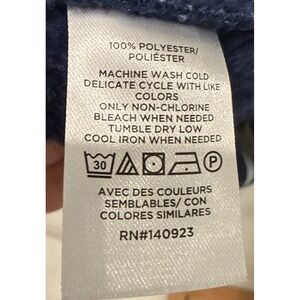 100% POLYESTER/
POLIÉSTER
MACHINE WASH COLD
DELICATE CYCLE WITH LIKE
COLORS
ONLY NON-CHLORINE
BLEACH WHEN NEEDED
TUMBLE DRY LOW
COOL IRON WHEN NEEDED
30 P
AVEC DES COULEURS
SEMBLABLES/ CON
COLORES SIMILARES
RN#140923